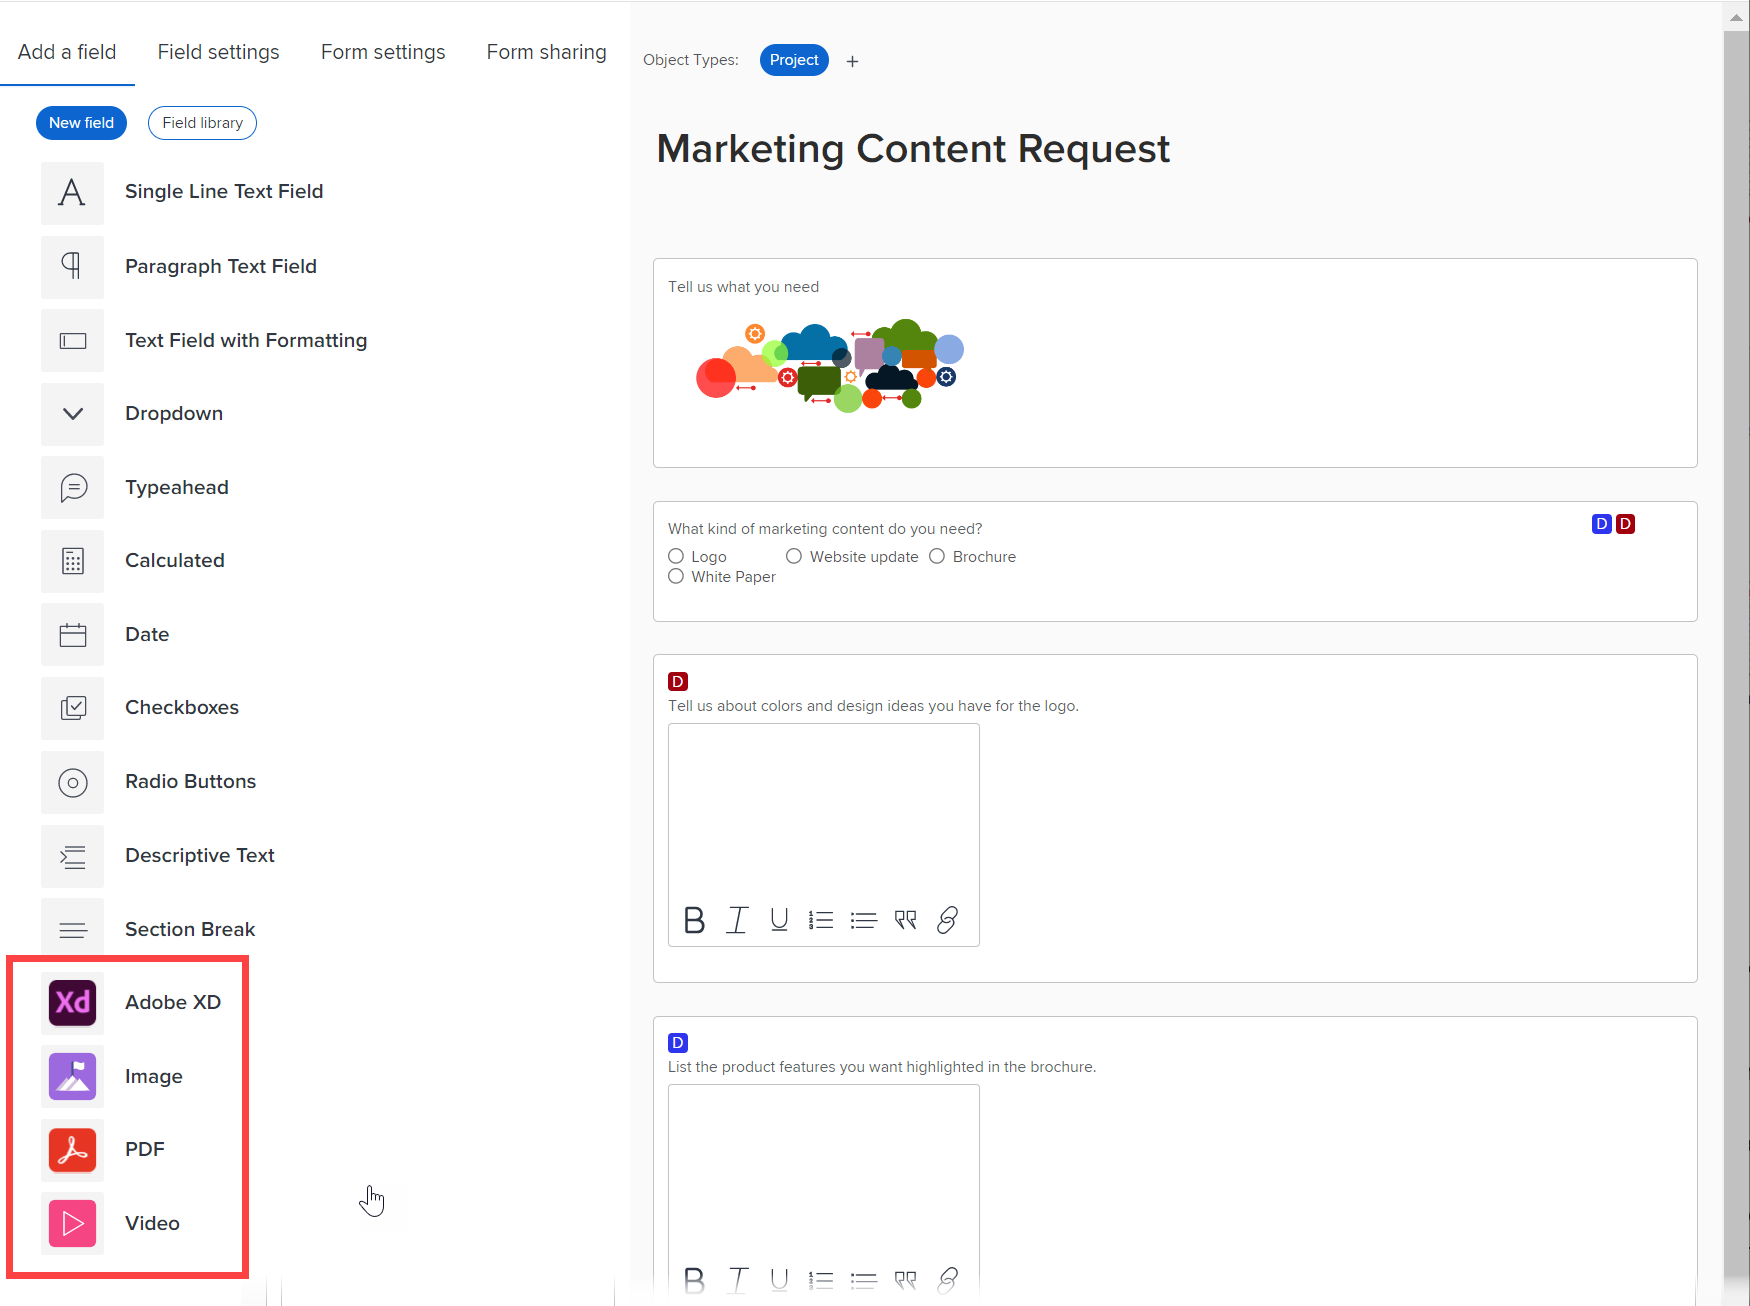 Add a field
Field settings
Form settings
Form sharing
New field
Field library
Single Line Text Field
Paragraph Text Field
Text Field with Formatting
Dropdown
Typeahead
Calculated
Date
Checkboxes
Radio Buttons
Descriptive Text
Section Break
Xd Adobe XD
Image
PDF
Video
Object Types: Project +
Marketing Content Request
Tell us what you need
What kind of marketing content do you need?
D D
Logo Website update Brochure
White Paper
D
Tell us about colors and design ideas you have for the logo.
B I U
D
List the product features you want highlighted in the brochure.
B I U